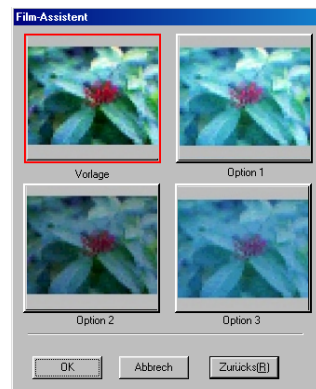 Film-Assistent
Vorlage Option 1
Option 2 Option 3
OK Abbrech Zurücks(R)